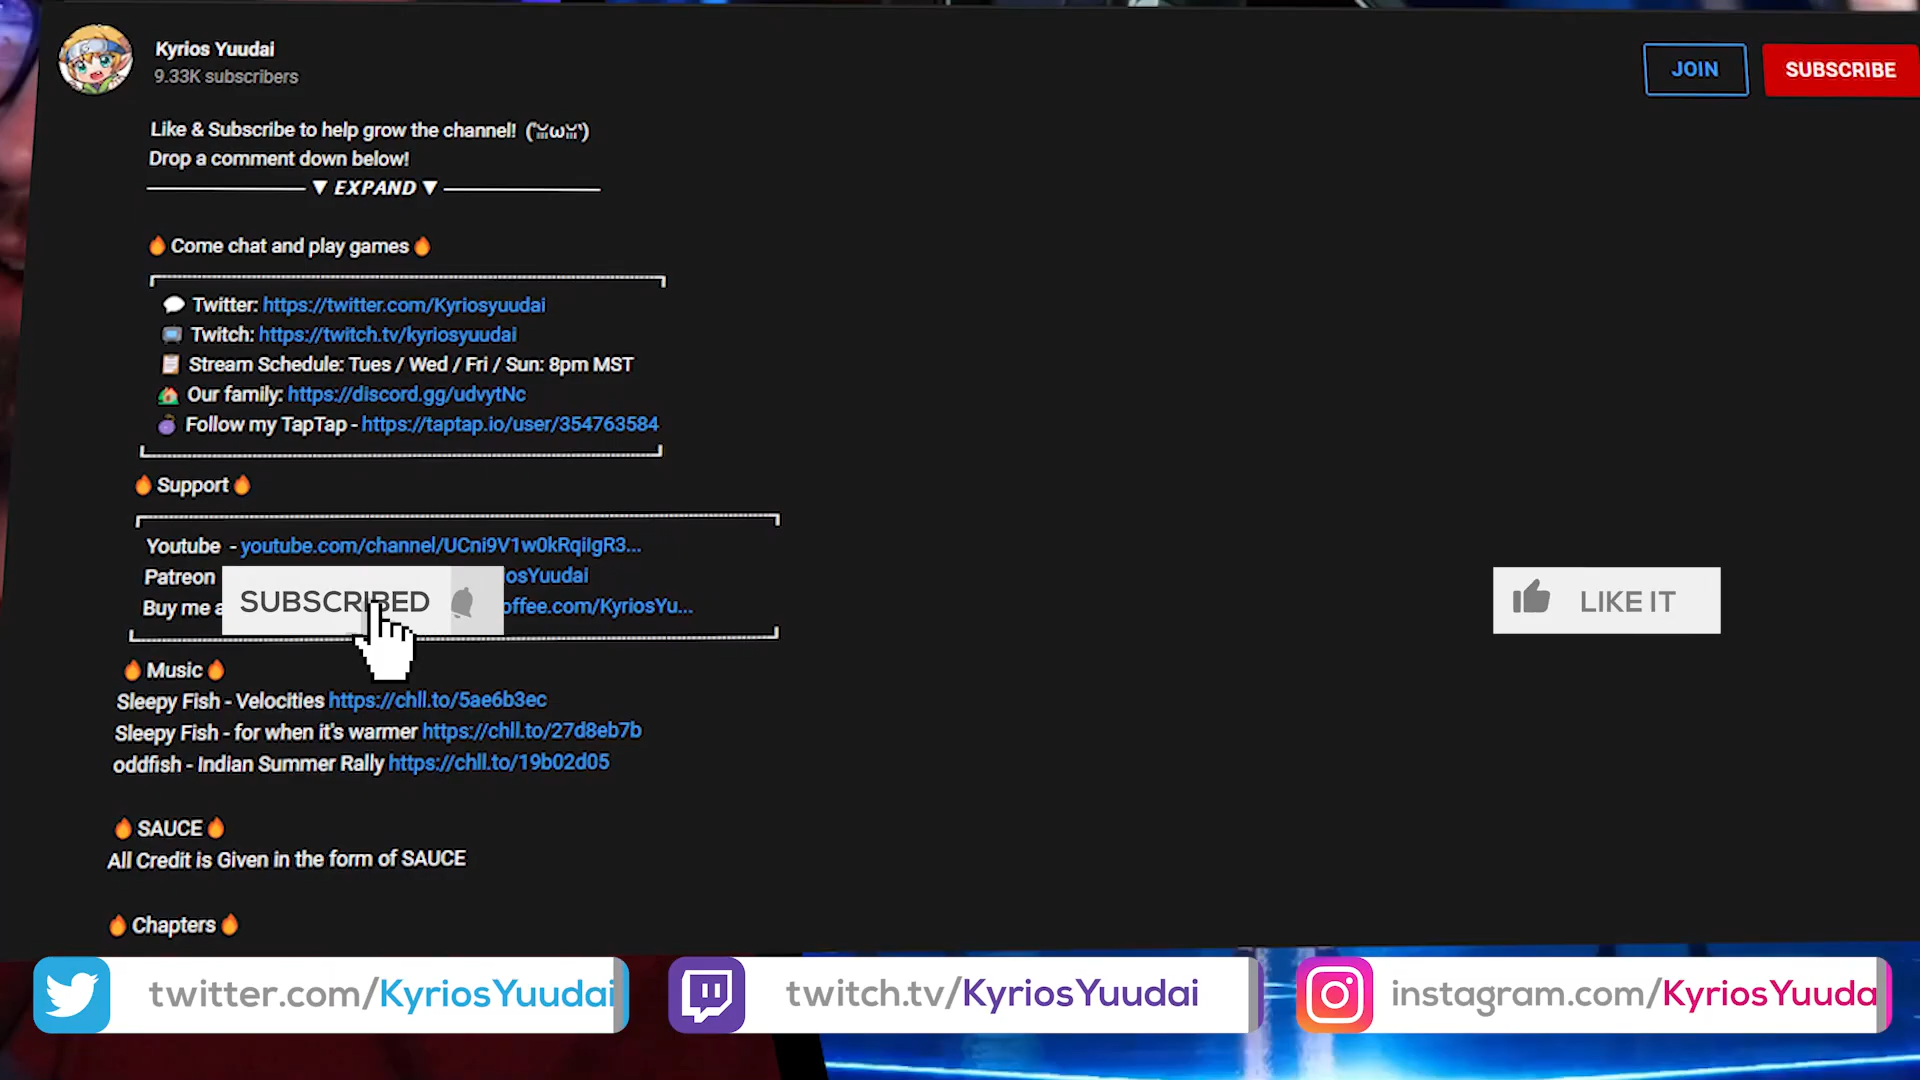 Kyrios Yuudai
9.33K subscribers
JOIN
SUBSCRIBE
Like & Subscribe to help grow the channel!
Drop a comment down below!
▼ EXPAND ▼
🔥 Come chat and play games 🔥
💬 Twitter: https://twitter.com/Kyriosyuudai
📺 Twitch: https://twitch.tv/kyriosyuudai
📋 Stream Schedule: Tues / Wed / Fri / Sun: 8pm MST
🏠 Our family: https://discord.gg/udvytNc
Follow my TapTap - https://taptap.io/user/354763584
🔥 Support 🔥
Youtube - youtube.com/channel/UCni9V1w0kRqiIgR3...
Patreon osYuudai
Buy me a offee.com/KyriosYu...
SUBSCRIBED
LIKE IT
🔥 Music 🔥
Sleepy Fish - Velocities https://chll.to/5ae6b3ec
Sleepy Fish - for when it's warmer https://chll.to/27d8eb7b
oddfish - Indian Summer Rally https://chll.to/19b02d05
🔥 SAUCE 🔥
All Credit is Given in the form of SAUCE
🔥 Chapters 🔥
twitter.com/KyriosYuudai
twitch.tv/KyriosYuudai
instagram.com/KyriosYuuda